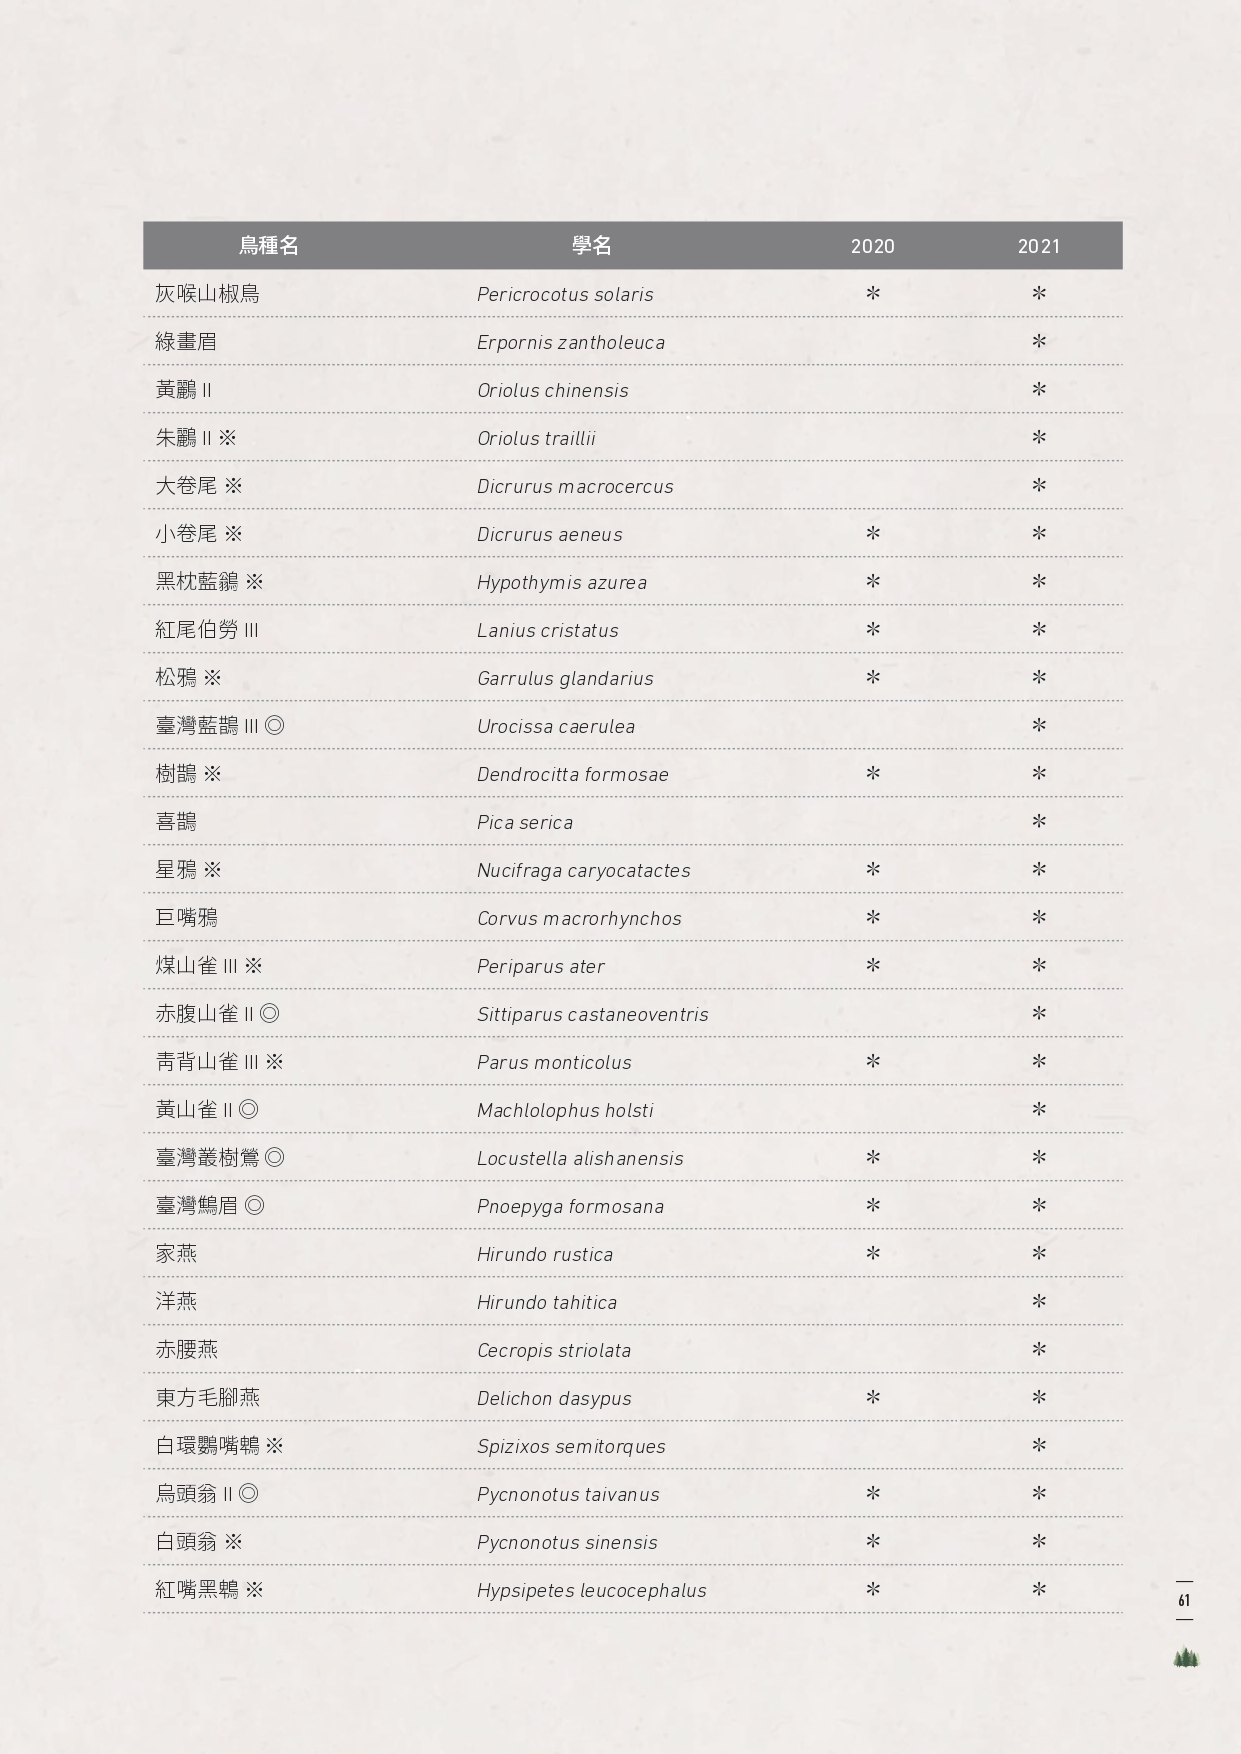 鳥種名 學名 2020 2021
灰喉山椒鳥 Pericrocotus solaris * *
綠畫眉 Erpornis zantholeuca *
黃鸝 II Oriolus chinensis *
朱鸝 II ※ Oriolus traillii *
大卷尾 ※ Dicrurus macrocercus *
小卷尾 ※ Dicrurus aeneus * *
黑枕藍鶲 ※ Hypothymis azurea * *
紅尾伯勞 III Lanius cristatus * *
松鴉 ※ Garrulus glandarius * *
臺灣藍鵲 III ◎ Urocissa caerulea *
樹鵲 ※ Dendrocitta formosae * *
喜鵲 Pica serica *
星鴉 ※ Nucifraga caryocatactes * *
巨嘴鴉 Corvus macrorhynchos * *
煤山雀 III ※ Periparus ater * *
赤腹山雀 II ◎ Sittiparus castaneoventris *
青背山雀 III ※ Parus monticolus * *
黃山雀 II ◎ Machlolophus holsti *
臺灣叢樹鶯 ◎ Locustella alishanensis * *
臺灣鷦眉 ◎ Pnoepyga formosana * *
家燕 Hirundo rustica * *
洋燕 Hirundo tahitica *
赤腰燕 Cecropis striolata *
東方毛腳燕 Delichon dasypus * *
白環鸚嘴鵯 ※ Spizixos semitorques *
烏頭翁 II ◎ Pycnonotus taivanus * *
白頭翁 ※ Pycnonotus sinensis * *
紅嘴黑鵯 ※ Hypsipetes leucocephalus * *
61